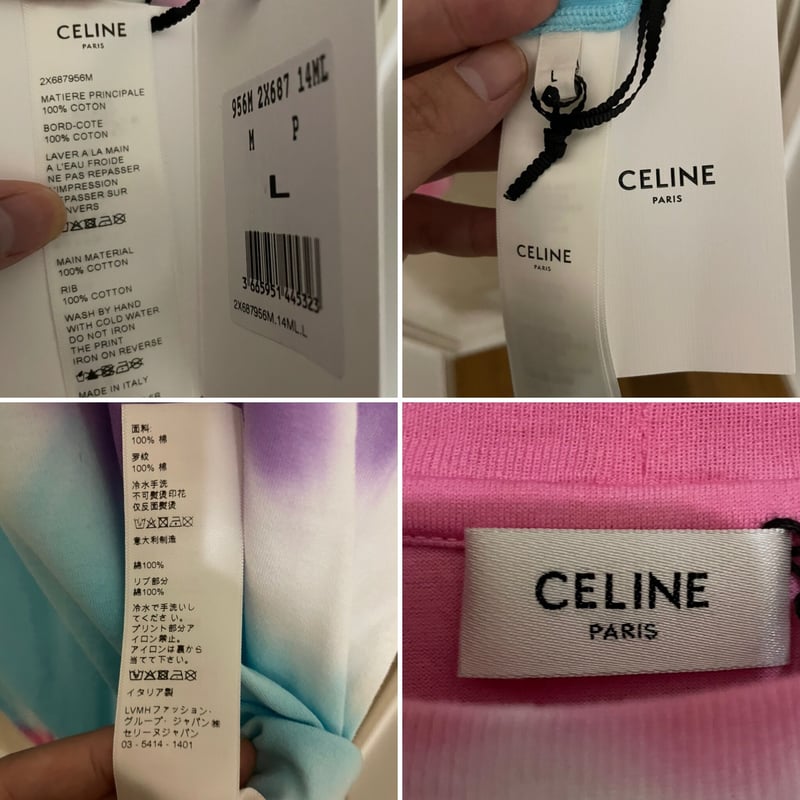 CELINE
PARIS
2X687956M
MATIERE PRINCIPALE
100% COTON
BORD-COTE
100% COTON
LAVER A LA MAIN
A L'EAU FROIDE
NE PAS REPASSER
L'IMPRESSION
REPASSER SUR
ENVERS
MAIN MATERIAL
100% COTTON
RIB
100% COTTON
WASH BY HAND
WITH COLD WATER
DO NOT IRON
THE PRINT
IRON ON REVERSE
MADE IN ITALY
956M 2X687 14ML
M P
L
3 665951 445323
2X687956M.14ML.L
L
CELINE
PARIS
CELINE
PARIS
面料:
100% 棉
罗纹
100% 棉
冷水手洗
不可熨烫印花
仅反面熨烫
意大利制造
綿100%
リブ部分
綿100%
冷水で手洗いし
てください。
プリント部分ア
イロン禁止。
アイロンは裏から
当てて下さい。
イタリア製
LVMHファッション・
グループ・ジャパン㈱
セリーヌジャパン
03-5414-1401
CELINE
PARIS